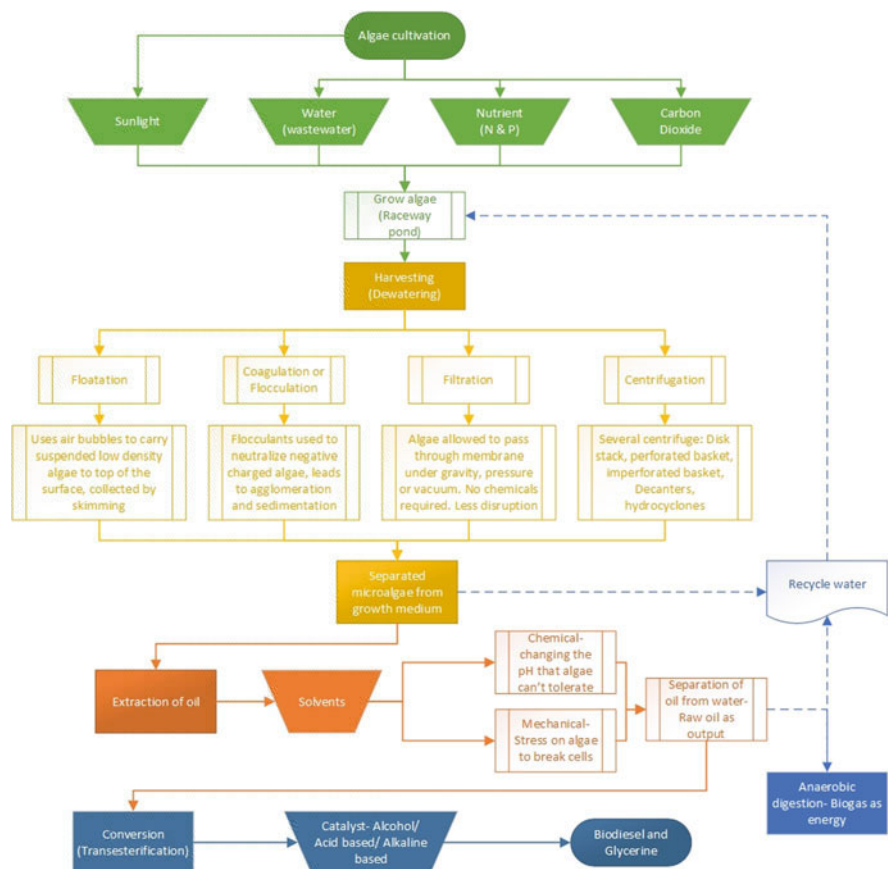 Algae cultivation
Sunlight
Water
(wastewater)
Nutrient
(N & P)
Carbon
Dioxide
Grow algae
(Raceway
pond)
Harvesting
(Dewatering)
Floatation
Coagulation or
Flocculation
Filtration
Centrifugation
Uses air bubbles to carry
suspended low density
algae to top of the
surface, collected by
skimming
Flocculants used to
neutralize negative
charged algae, leads
to agglomeration
and sedimentation
Algae allowed to pass
through membrane
under gravity, pressure
or vacuum. No chemicals
required. Less disruption
Several centrifuge: Disk
stack, perforated basket,
imperforated basket,
Decanters,
hydrocyclones
Separated
microalgae from
growth medium
Recycle water
Extraction of oil
Solvents
Chemical-
changing the
pH that algae
can't tolerate
Mechanical-
Stress on algae
to break cells
Separation of
oil from water-
Raw oil as
output
Anaerobic
digestion- Biogas as
energy
Conversion
(Transesterification)
Catalyst- Alcohol/
Acid based/ Alkaline
based
Biodiesel and
Glycerine